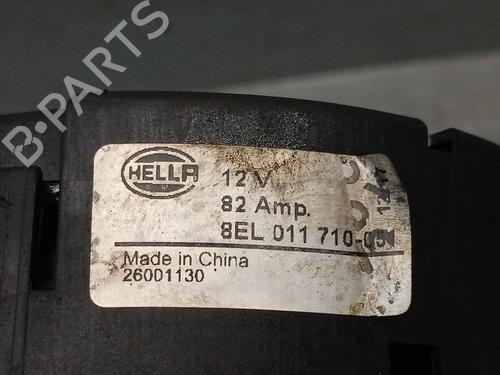 B-PARTS
HELLA
12 V
82 Amp.
8EL 011 710-
Made in China
26001130